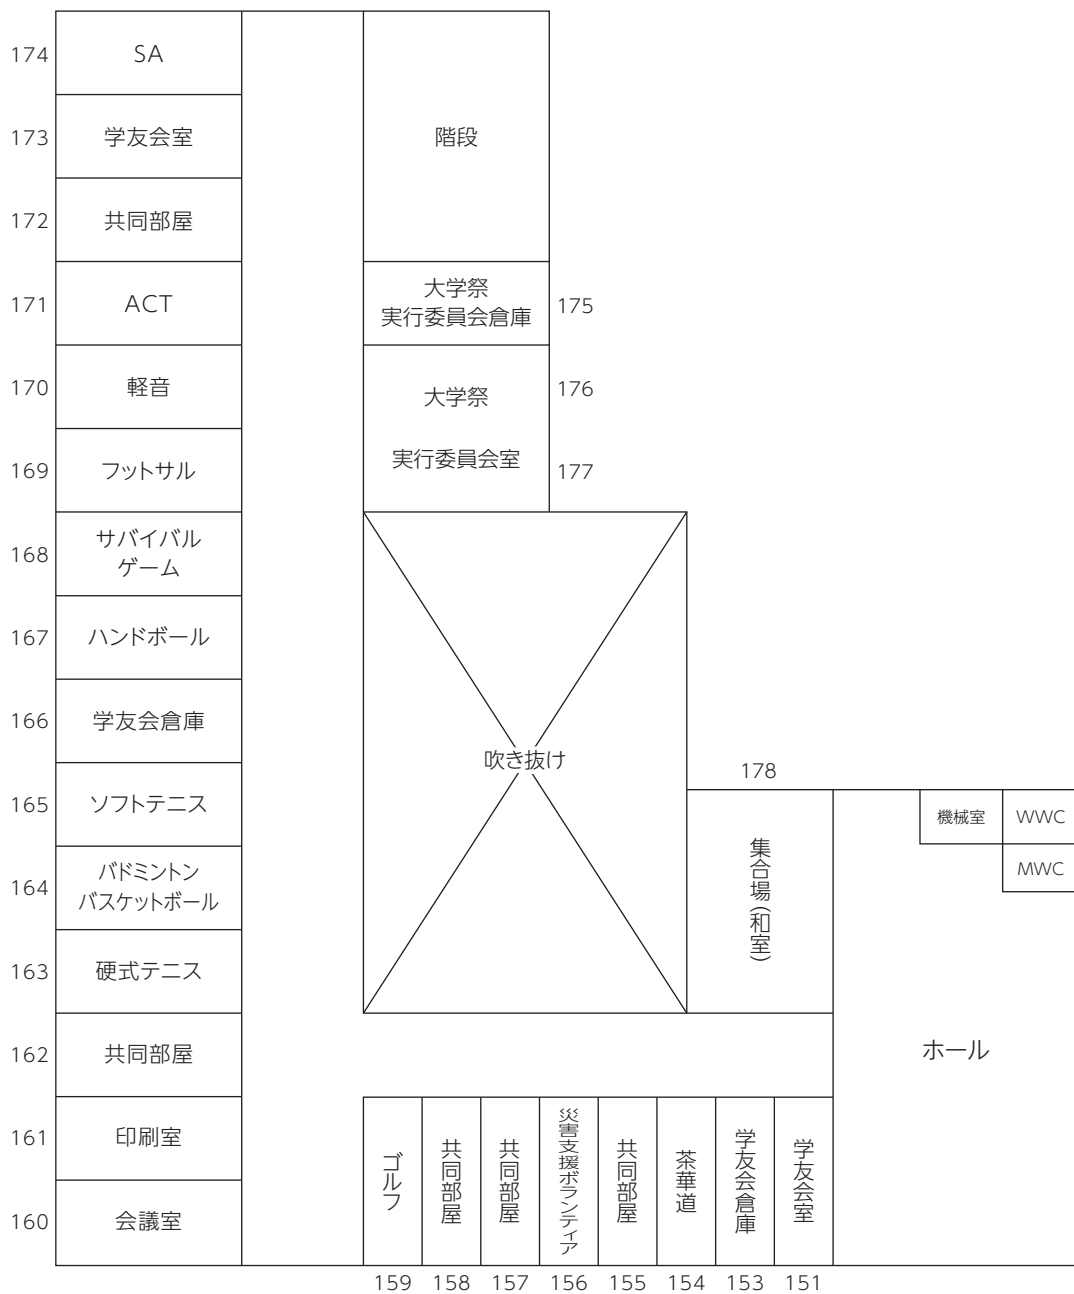 174
SA
173
学友会室
階段
172
共同部屋
171
ACT
大学祭
実行委員会倉庫
175
170
軽音
大学祭
176
169
フットサル
実行委員会室
177
168
サバイバル
ゲーム
167
ハンドボール
166
学友会倉庫
吹き抜け
178
165
ソフトテニス
機械室
WWC
MWC
164
バドミントン
バスケットボール
集合場(和室)
163
硬式テニス
162
共同部屋
ホール
161
印刷室
160
会議室
ゴルフ
共同部屋
共同部屋
災害支援ボランティア
共同部屋
茶華道
学友会倉庫
学友会室
159 158 157 156 155 154 153 151